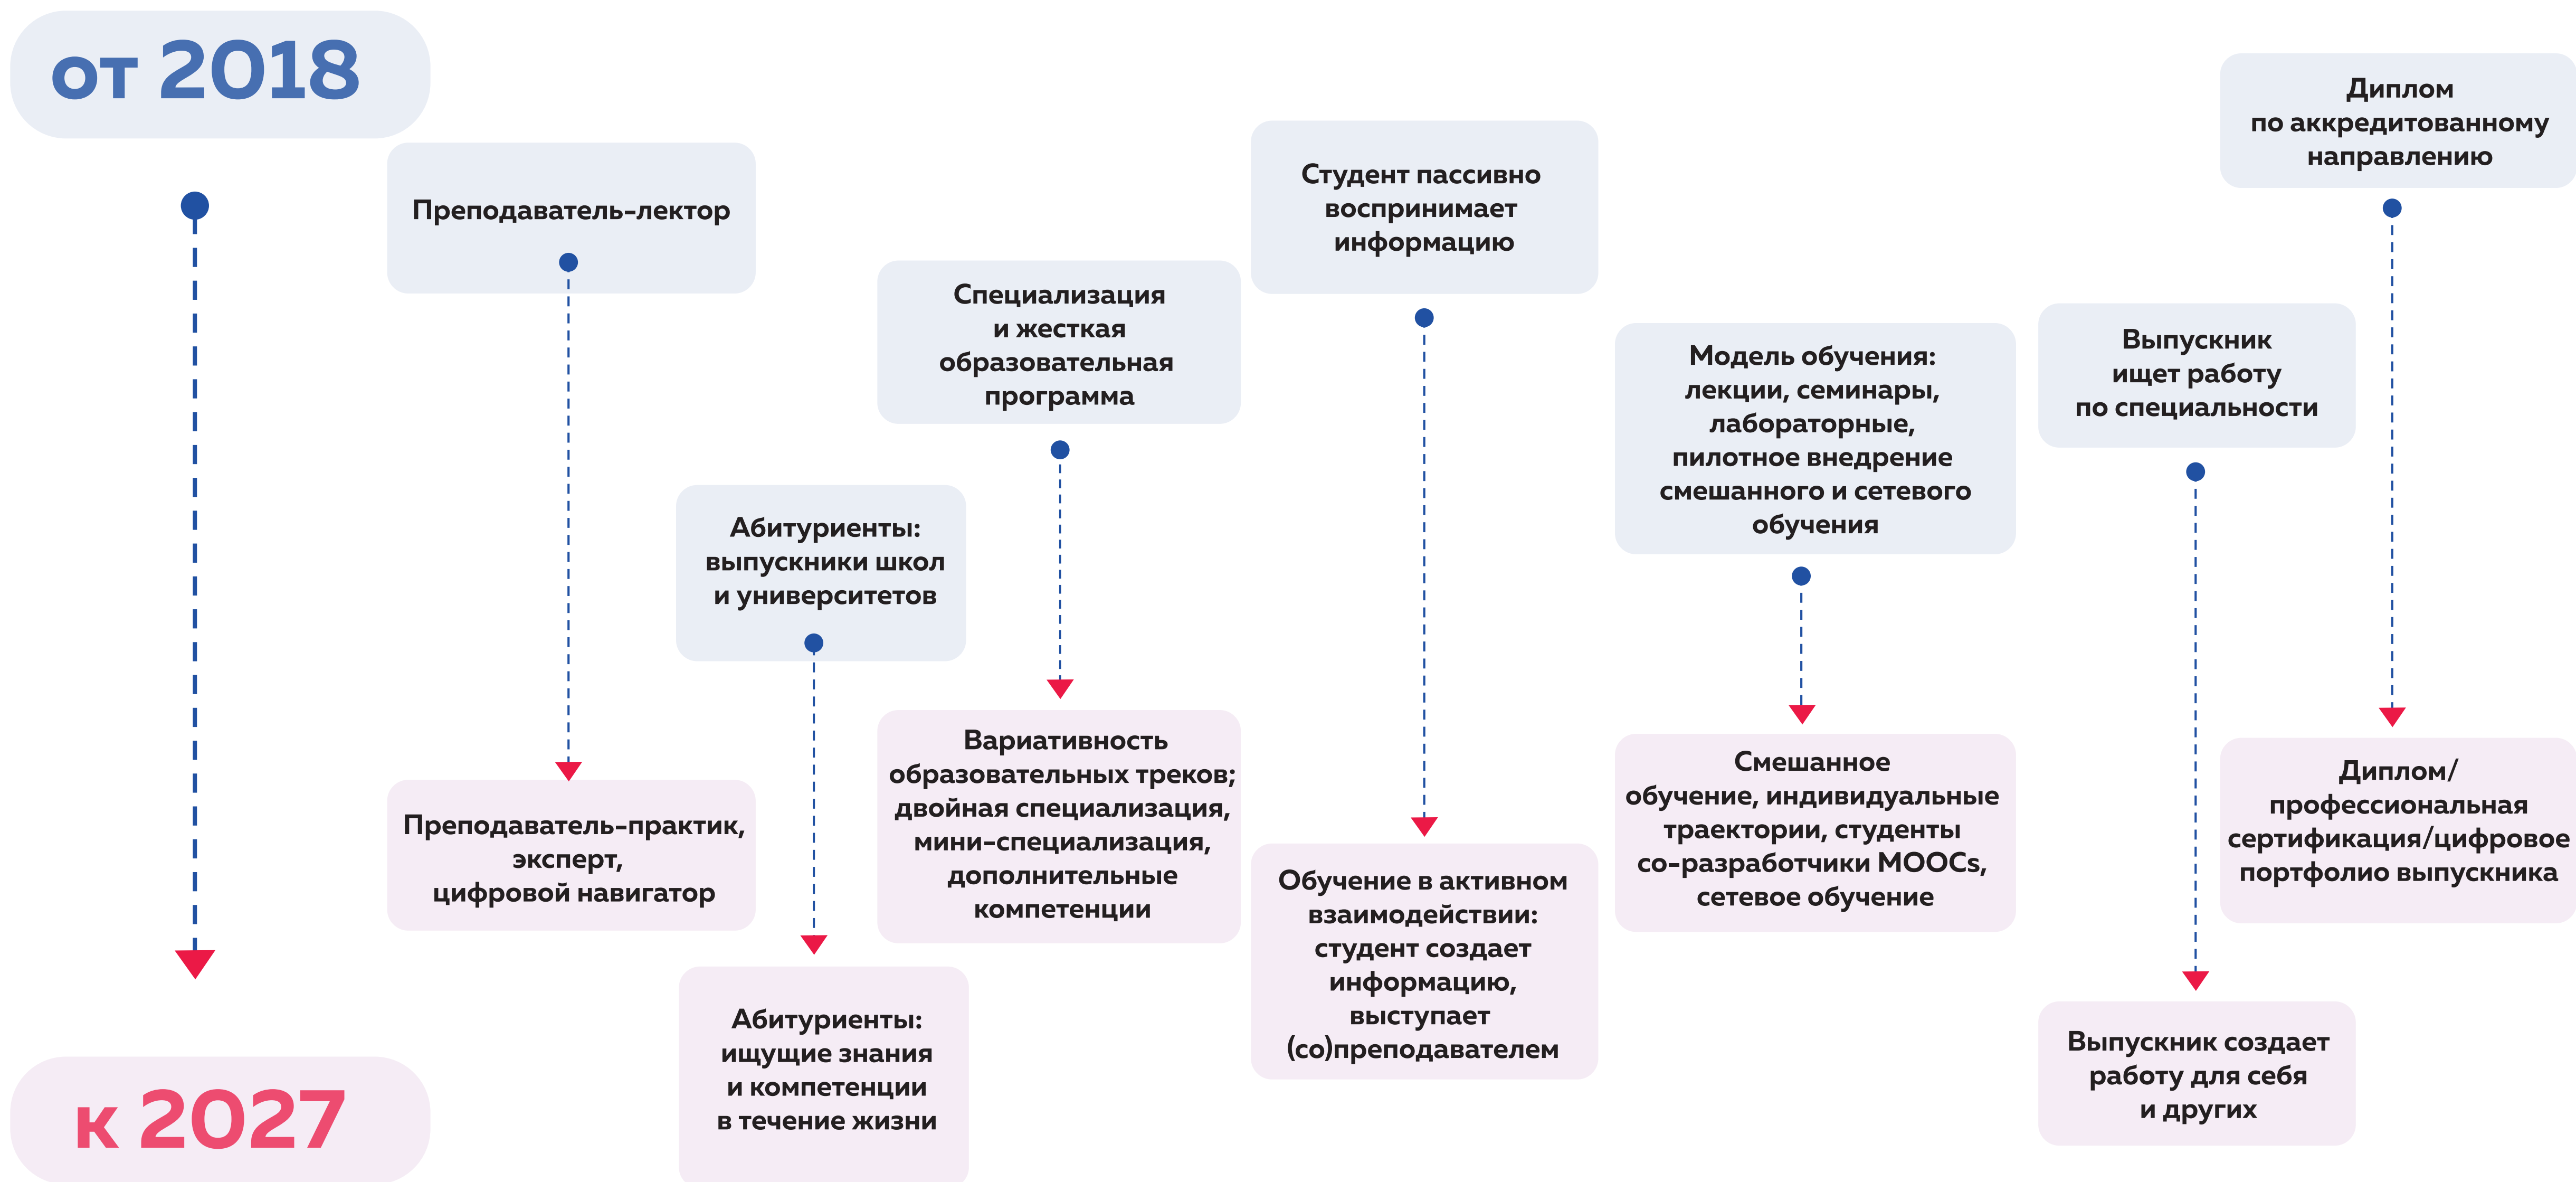 от 2018
Преподаватель-лектор
Абитуриенты:
выпускники школ
и университетов
Специализация
и жесткая
образовательная
программа
Студент пассивно
воспринимает
информацию
Модель обучения:
лекции, семинары,
лабораторные,
пилотное внедрение
смешанного и сетевого
обучения
Выпускник
ищет работу
по специальности
Диплом
по аккредитованному
направлению
к 2027
Преподаватель-практик,
эксперт,
цифровой навигатор
Абитуриенты:
ищущие знания
и компетенции
в течение жизни
Вариативность
образовательных треков;
двойная специализация,
мини-специализация,
дополнительные
компетенции
Обучение в активном
взаимодействии:
студент создает
информацию,
выступает
(со)преподавателем
Смешанное
обучение, индивидуальные
траектории, студенты
со-разработчики MOOCs,
сетевое обучение
Выпускник создает
работу для себя
и других
Диплом/
профессиональная
сертификация/цифровое
портфолио выпускника